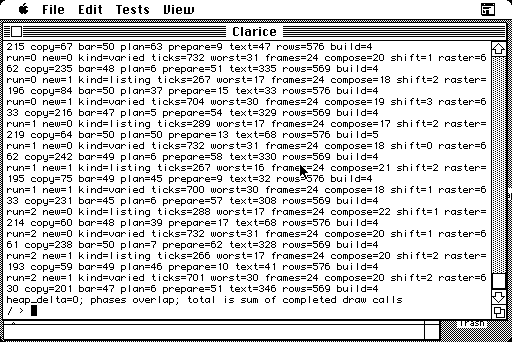 File Edit Tests View
Clarice
215 copy=67 bar=50 plan=63 prepare=9 text=47 rows=576 build=4
run=0 new=0 kind=varied ticks=732 worst=31 frames=24 compose=20 shift=1 raster=6
62 copy=235 bar=48 plan=6 prepare=51 text=335 rows=569 build=4
run=0 new=1 kind=listing ticks=267 worst=17 frames=24 compose=18 shift=1 raster=
196 copy=84 bar=50 plan=37 prepare=15 text=33 rows=576 build=4
run=0 new=1 kind=varied ticks=704 worst=30 frames=24 compose=19 shift=3 raster=6
33 copy=216 bar=47 plan=5 prepare=54 text=329 rows=569 build=4
run=1 new=0 kind=listing ticks=289 worst=17 frames=24 compose=17 shift=2 raster=
219 copy=64 bar=50 plan=50 prepare=13 text=68 rows=576 build=5
run=1 new=0 kind=varied ticks=732 worst=31 frames=24 compose=18 shift=0 raster=6
62 copy=242 bar=49 plan=6 prepare=58 text=330 rows=569 build=4
run=1 new=1 kind=listing ticks=267 worst=16 frames=24 compose=21 shift=2 raster=
195 copy=75 bar=49 plan=45 prepare=9 text=32 rows=576 build=4
run=1 new=1 kind=varied ticks=700 worst=30 frames=24 compose=18 shift=1 raster=6
33 copy=231 bar=45 plan=6 prepare=57 text=308 rows=569 build=4
run=2 new=0 kind=listing ticks=288 worst=17 frames=24 compose=22 shift=1 raster=
214 copy=60 bar=48 plan=39 prepare=17 text=68 rows=576 build=4
run=2 new=0 kind=varied ticks=732 worst=31 frames=24 compose=20 shift=1 raster=6
61 copy=238 bar=50 plan=7 prepare=62 text=328 rows=569 build=4
run=2 new=1 kind=listing ticks=266 worst=17 frames=24 compose=18 shift=2 raster=
193 copy=59 bar=49 plan=46 prepare=10 text=41 rows=576 build=4
run=2 new=1 kind=varied ticks=701 worst=30 frames=24 compose=20 shift=2 raster=6
30 copy=201 bar=47 plan=6 prepare=51 text=346 rows=569 build=4
heap_delta=0; phases overlap; total is sum of completed draw calls
/ >
Trash